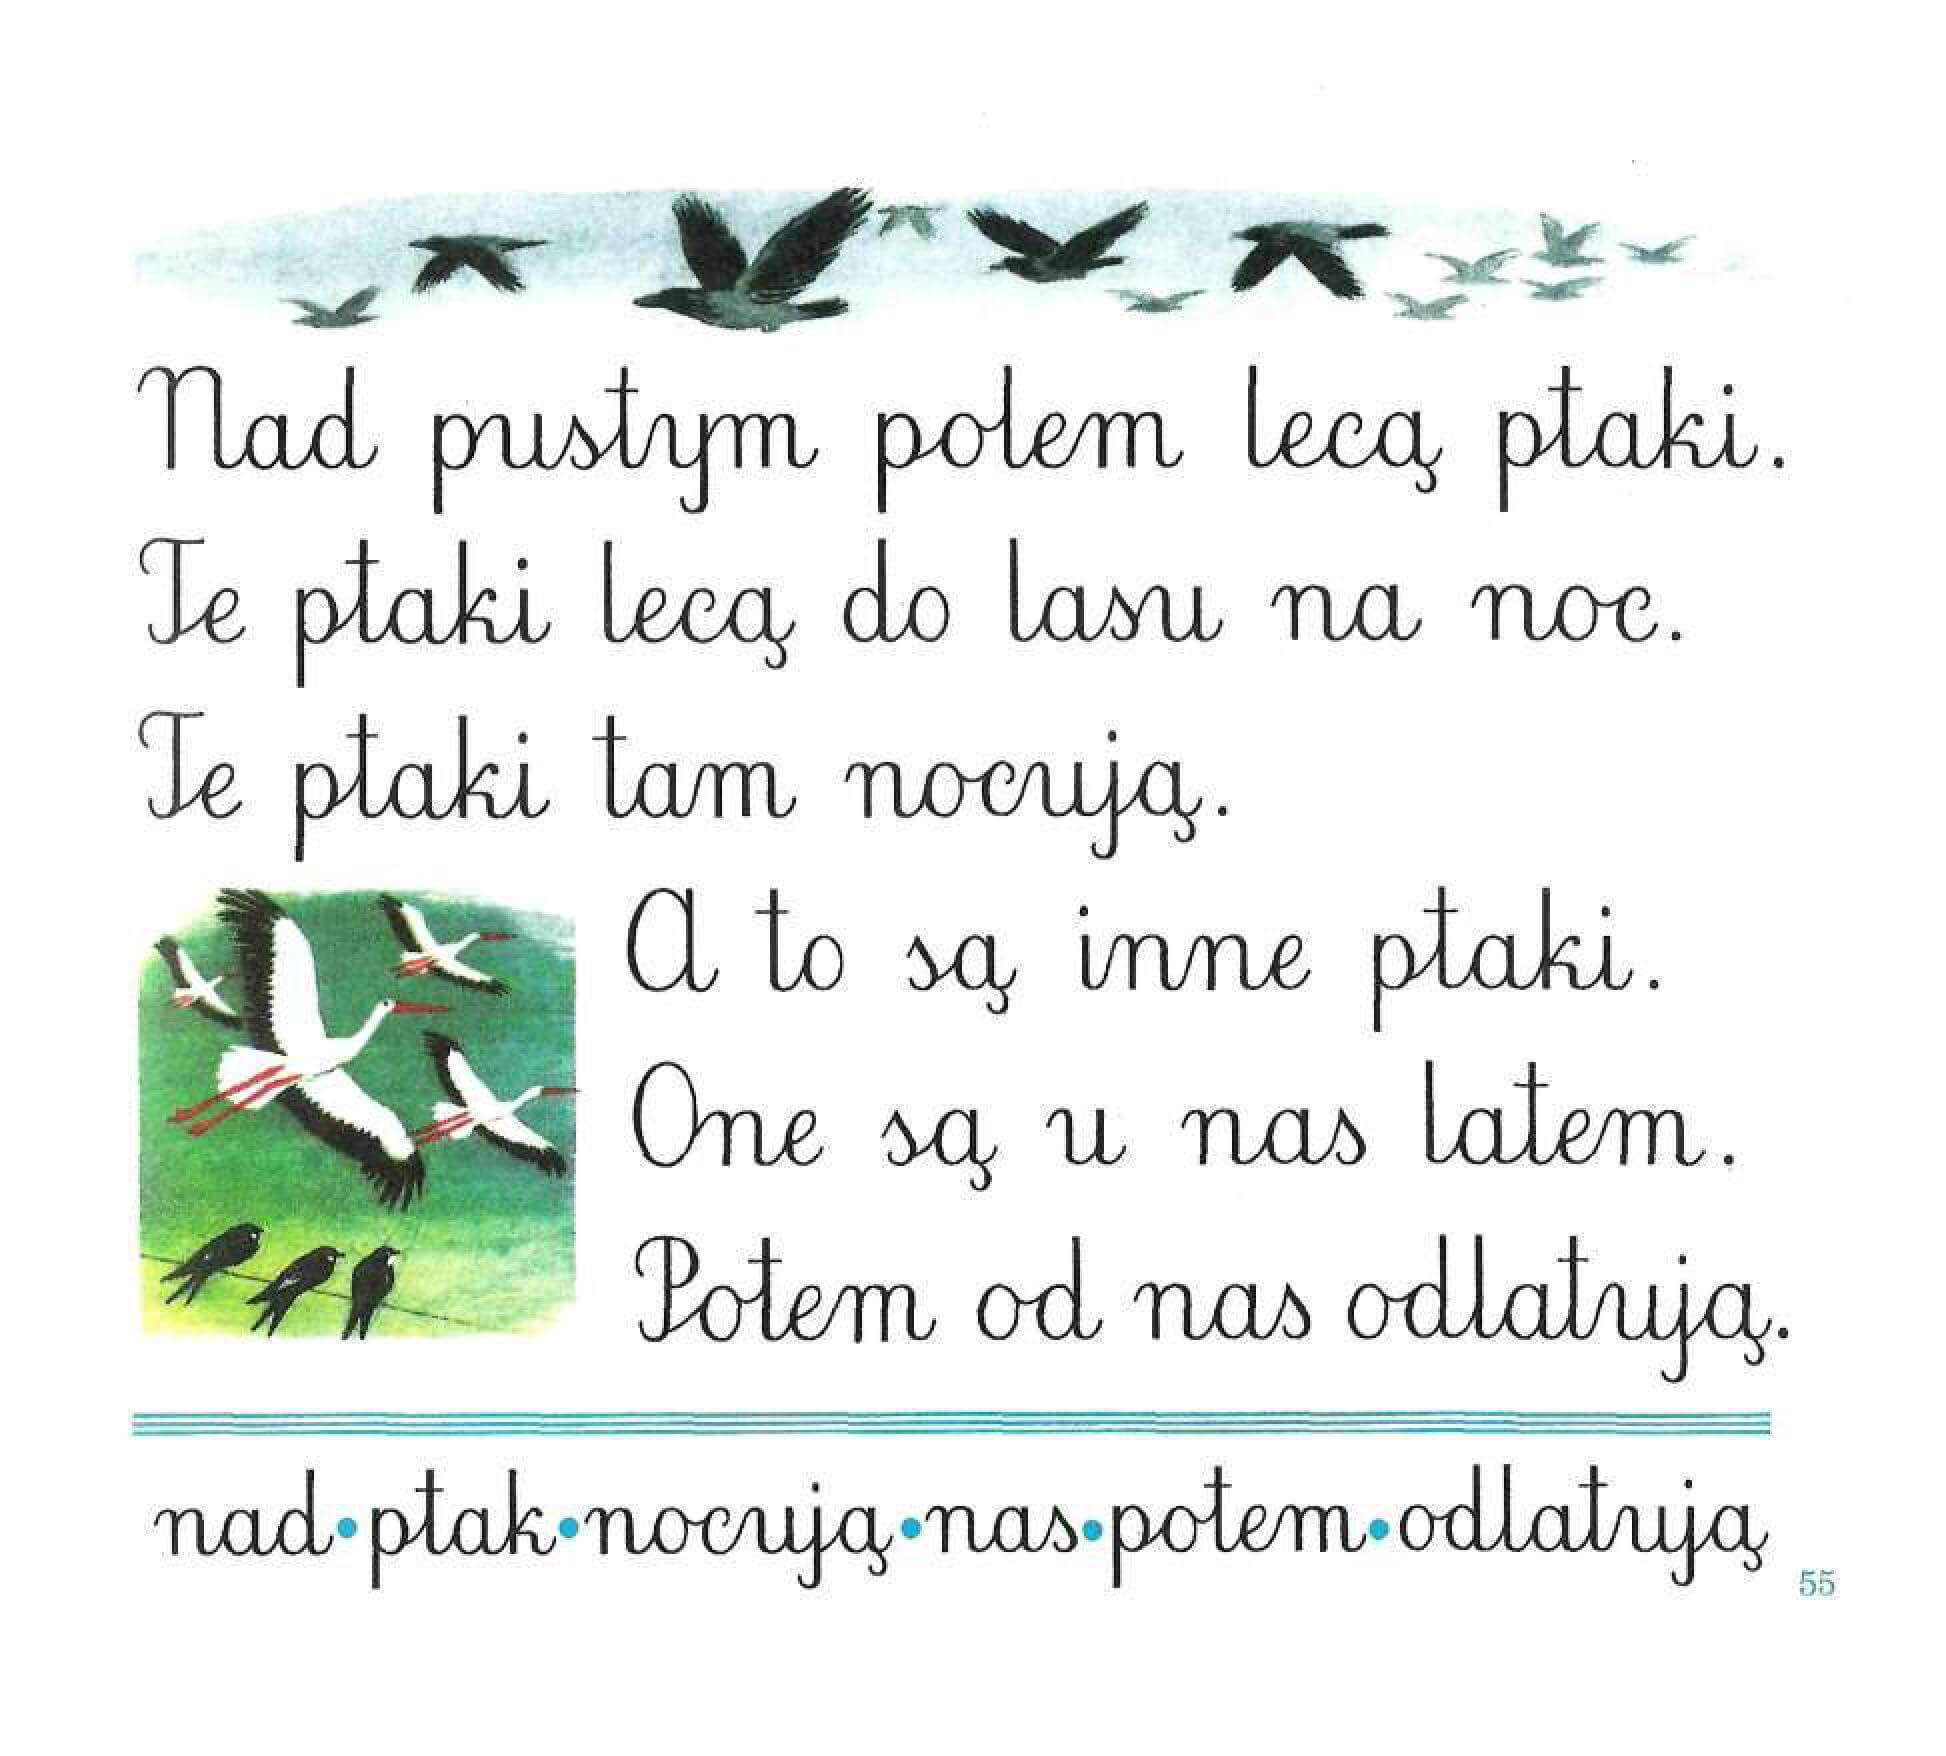 Nad pustym polem lecą ptaki.
Te ptaki lecą do lasu na noc.
Te ptaki tam nocują.
A to są inne ptaki.
One są u nas latem.
Potem od nas odlatują.
nad•ptak•nocują•nas•potem•odlatują
55